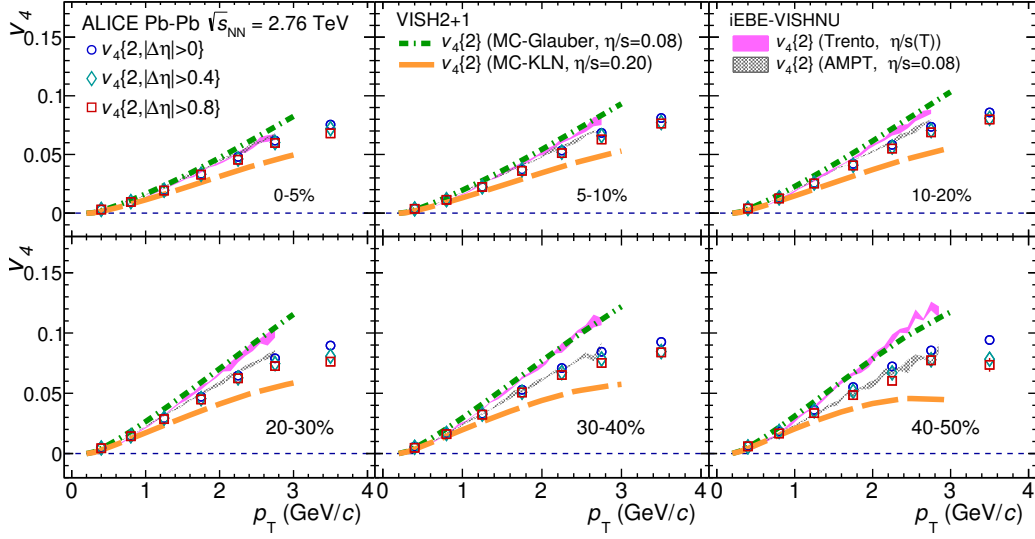 ALICE Pb-Pb √s_NN = 2.76 TeV
v4{2,|Δη|>0}
v4{2,|Δη|>0.4}
v4{2,|Δη|>0.8}
VISH2+1
v4{2} (MC-Glauber, η/s=0.08)
v4{2} (MC-KLN, η/s=0.20)
iEBE-VISHNU
v4{2} (Trento, η/s(T))
v4{2} (AMPT, η/s=0.08)
v4
0.15
0.1
0.05
0
0-5%
5-10%
10-20%
v4
0.15
0.1
0.05
0
20-30%
30-40%
40-50%
0 1 2 3 4
0 1 2 3 4
0 1 2 3 4
pT (GeV/c)
pT (GeV/c)
pT (GeV/c)